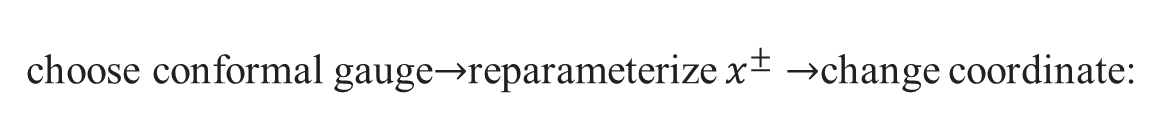 choose conformal gauge→reparameterize x± →change coordinate: